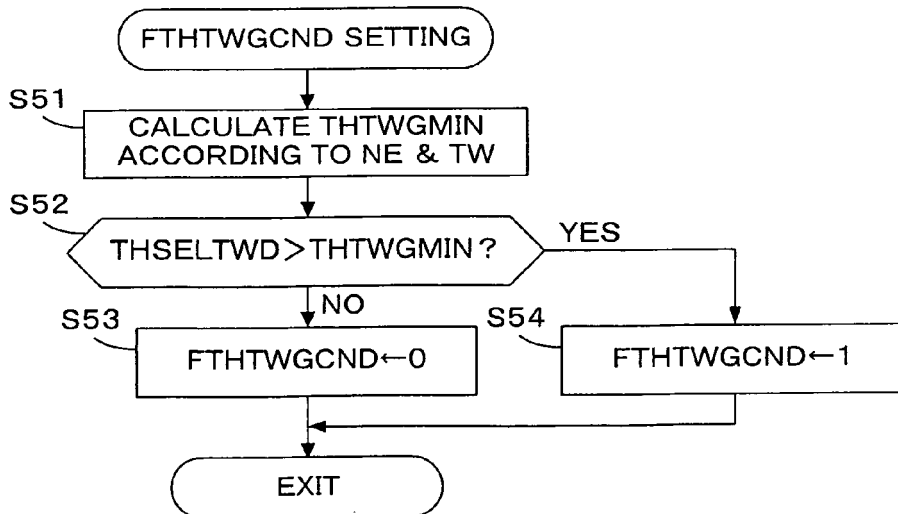 FTHTWGCND SETTING
S51
CALCULATE THTWGMIN
ACCORDING TO NE & TW
S52
THSELTWD>THTWGMIN?
YES
NO
S53
FTHTWGCND←0
S54
FTHTWGCND←1
EXIT